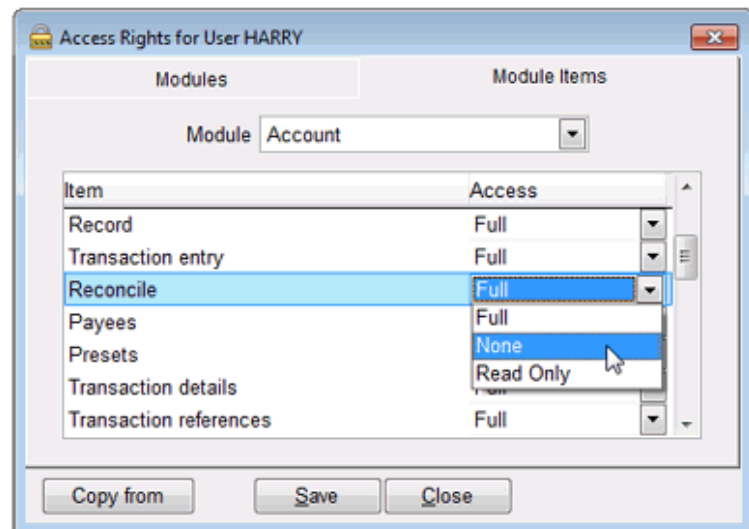 Access Rights for User HARRY
Modules Module Items
Module Account
Item Access
Record Full
Transaction entry Full
Reconcile Full
Payees Full
Presets None
Read Only
Transaction details Full
Transaction references Full
Copy from Save Close